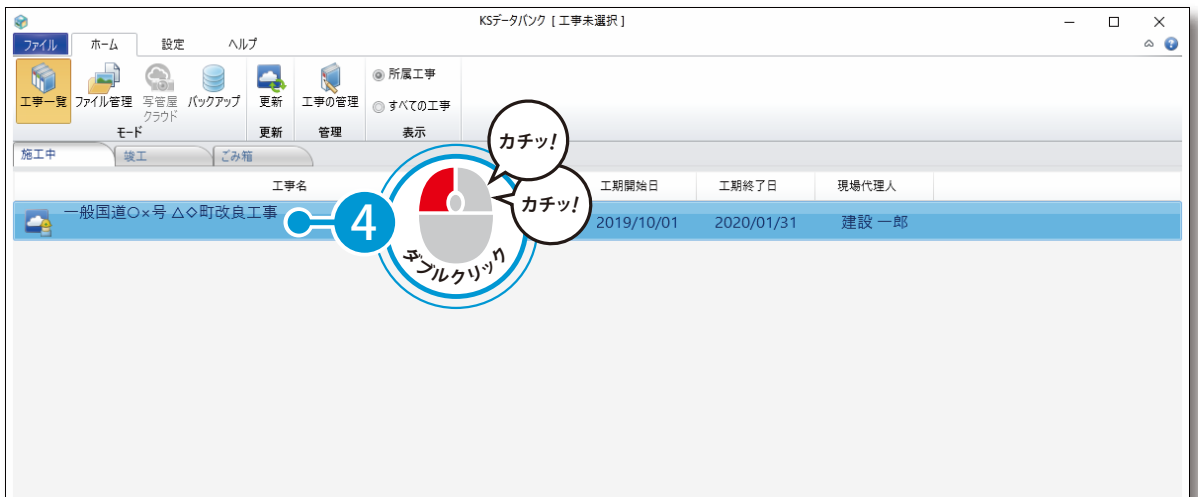 KSデータバンク [ 工事未選択 ]
ファイル ホーム 設定 ヘルプ
工事一覧 ファイル管理 写管屋クラウド バックアップ 更新 工事の管理
所属工事
すべての工事
モード 更新 管理 表示
施工中 竣工 ごみ箱
工事名 工期開始日 工期終了日 現場代理人
一般国道○×号 △◇町改良工事 2019/10/01 2020/01/31 建設 一郎
4
カチッ!
カチッ!
ダブルクリック